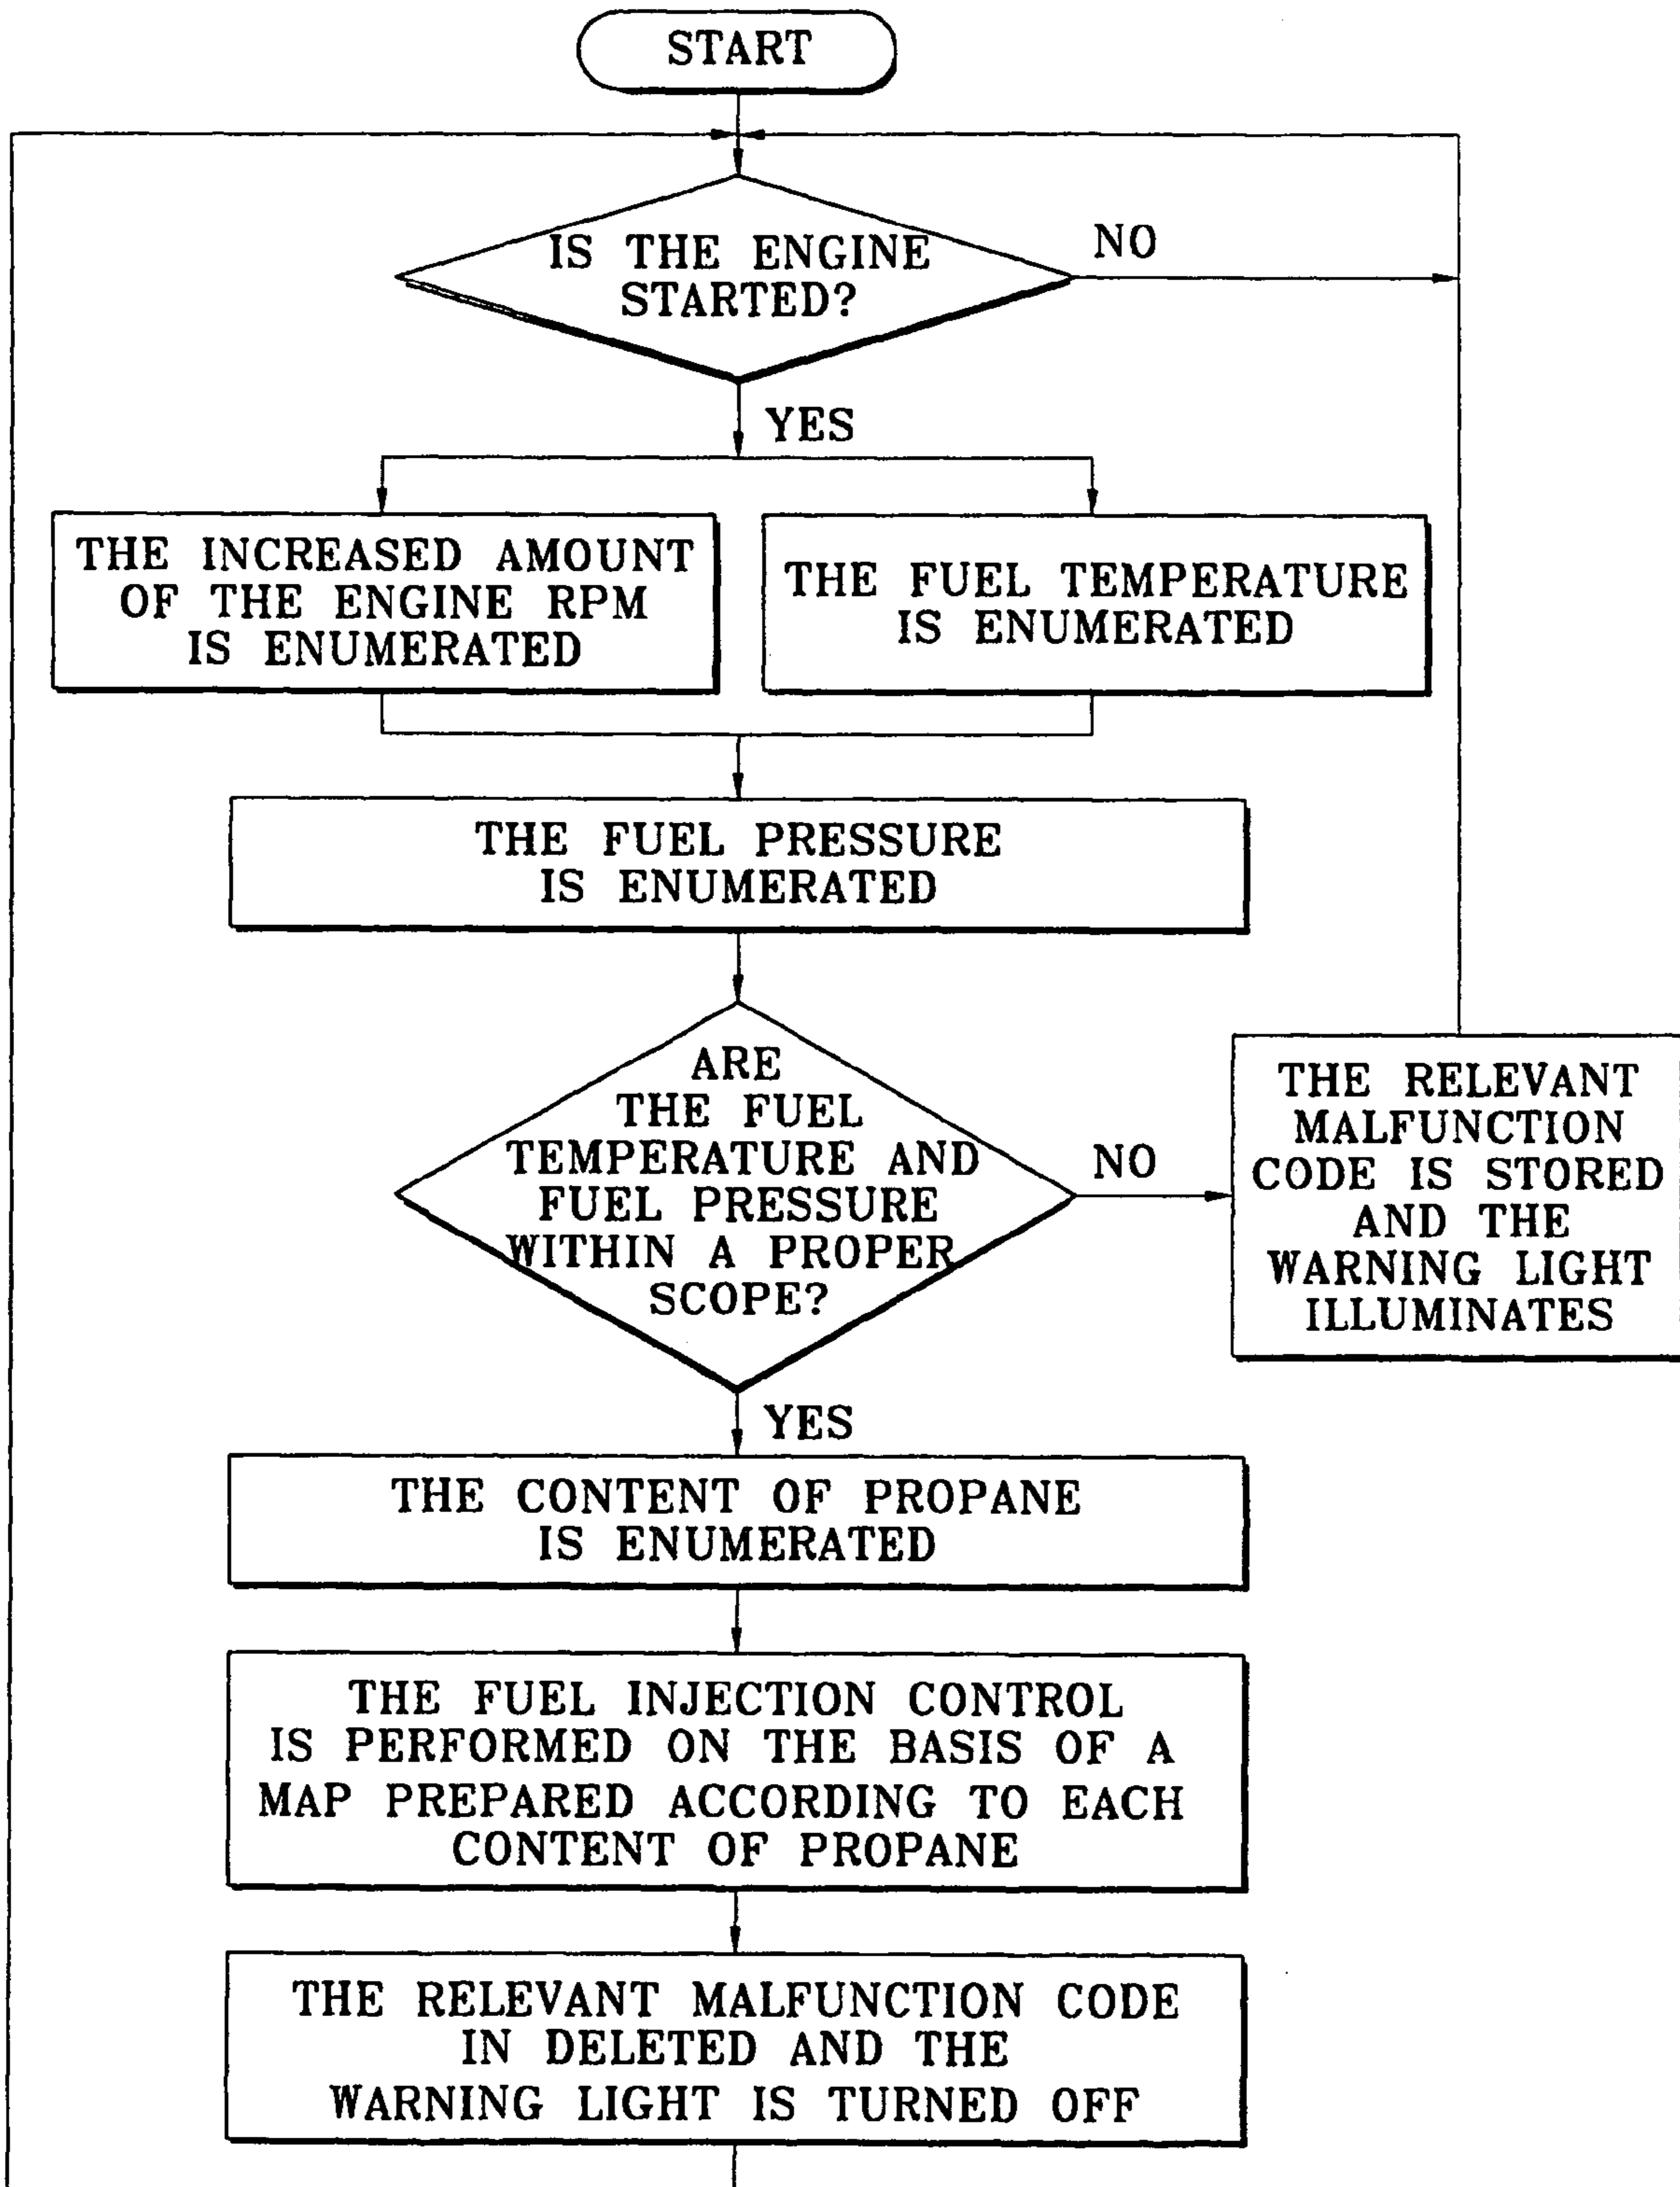 START
IS THE ENGINE
STARTED?
NO
YES
THE INCREASED AMOUNT
OF THE ENGINE RPM
IS ENUMERATED
THE FUEL TEMPERATURE
IS ENUMERATED
THE FUEL PRESSURE
IS ENUMERATED
ARE
THE FUEL
TEMPERATURE AND
FUEL PRESSURE
WITHIN A PROPER
SCOPE?
NO
THE RELEVANT
MALFUNCTION
CODE IS STORED
AND THE
WARNING LIGHT
ILLUMINATES
YES
THE CONTENT OF PROPANE
IS ENUMERATED
THE FUEL INJECTION CONTROL
IS PERFORMED ON THE BASIS OF A
MAP PREPARED ACCORDING TO EACH
CONTENT OF PROPANE
THE RELEVANT MALFUNCTION CODE
IN DELETED AND THE
WARNING LIGHT IS TURNED OFF